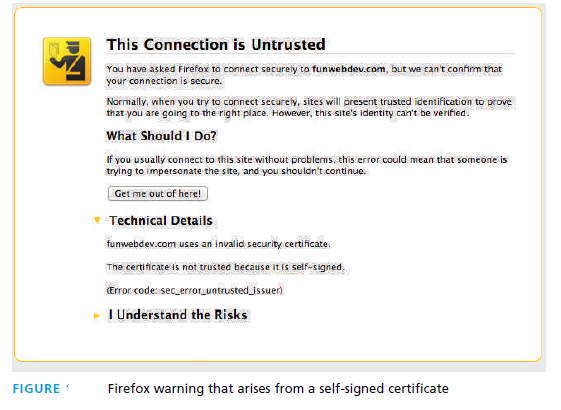 This Connection is Untrusted
You have asked Firefox to connect securely to funwebdev.com, but we can't confirm that
your connection is secure.
Normally, when you try to connect securely, sites will present trusted identification to prove
that you are going to the right place. However, this site's identity can't be verified.
What Should I Do?
If you usually connect to this site without problems, this error could mean that someone is
trying to impersonate the site, and you shouldn't continue.
Get me out of here!
Technical Details
funwebdev.com uses an invalid security certificate.
The certificate is not trusted because it is self-signed.
(Error code: sec_error_untrusted_issuer)
I Understand the Risks
FIGURE Firefox warning that arises from a self-signed certificate